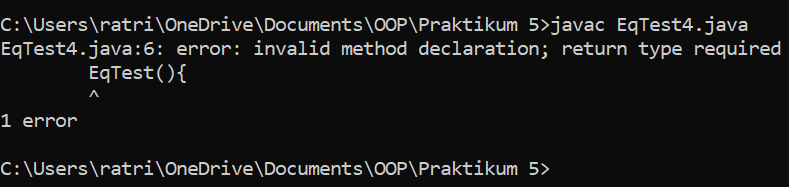 C:\Users\ratri\OneDrive\Documents\OOP\Praktikum 5>javac EqTest4.java
EqTest4.java:6: error: invalid method declaration; return type required
        EqTest(){
        ^
1 error
C:\Users\ratri\OneDrive\Documents\OOP\Praktikum 5>